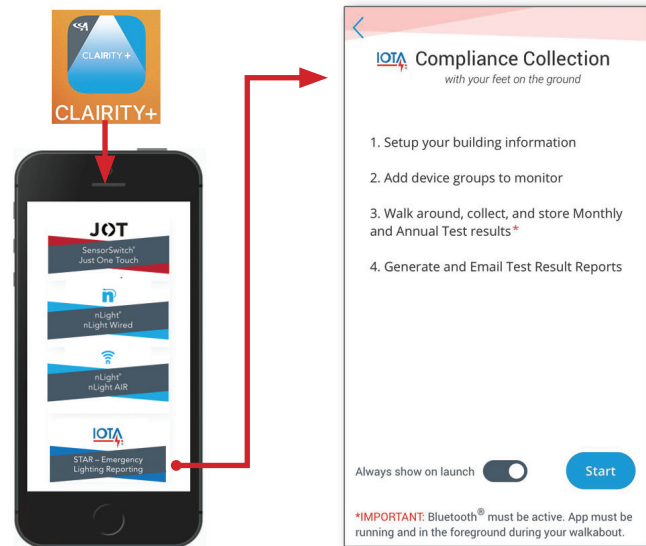 CLAIRITY+
CLAIRITY+
JOT
SensorSwitch®
Just One Touch
n
nLight®
nLight Wired
nLight®
nLight AIR
IOTA
STAR – Emergency
Lighting Reporting
IOTA Compliance Collection
with your feet on the ground
1. Setup your building information
2. Add device groups to monitor
3. Walk around, collect, and store Monthly
and Annual Test results*
4. Generate and Email Test Result Reports
Always show on launch
Start
*IMPORTANT: Bluetooth® must be active. App must be
running and in the foreground during your walkabout.